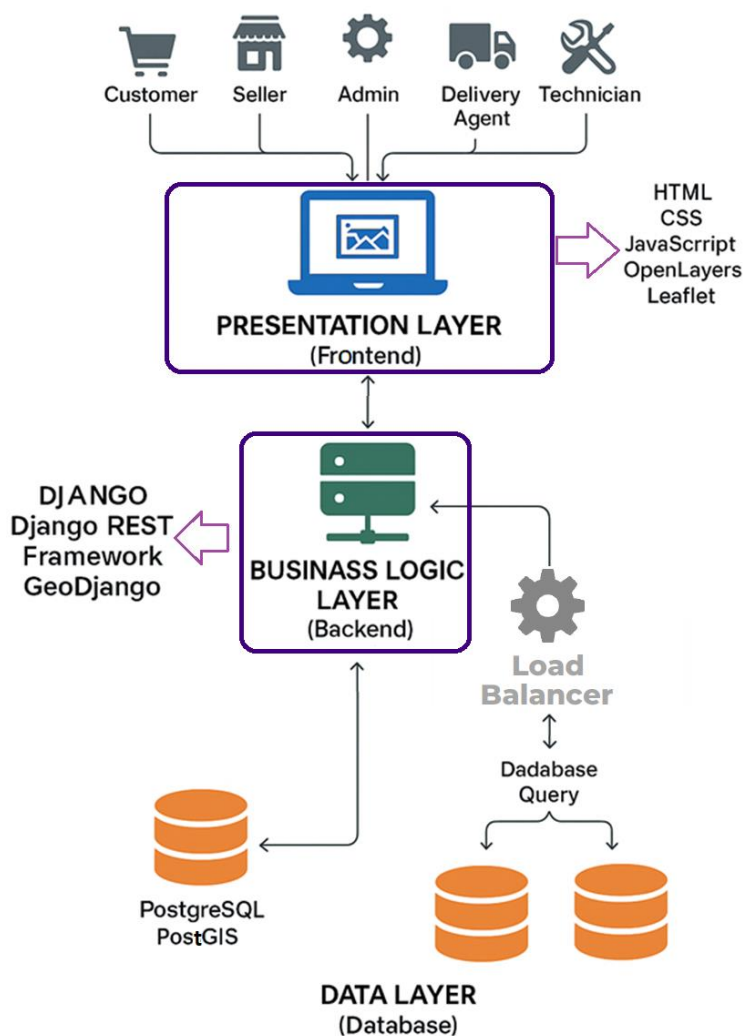 Customer
Seller
Admin
Delivery
Agent
Technician
HTML
CSS
JavaScrript
OpenLayers
Leaflet
PRESENTATION LAYER
(Frontend)
DJANGO
Django REST
Framework
GeoDjango
BUSINASS LOGIC
LAYER
(Backend)
Load
Balancer
Dadabase
Query
PostgreSQL
PostGIS
DATA LAYER
(Database)